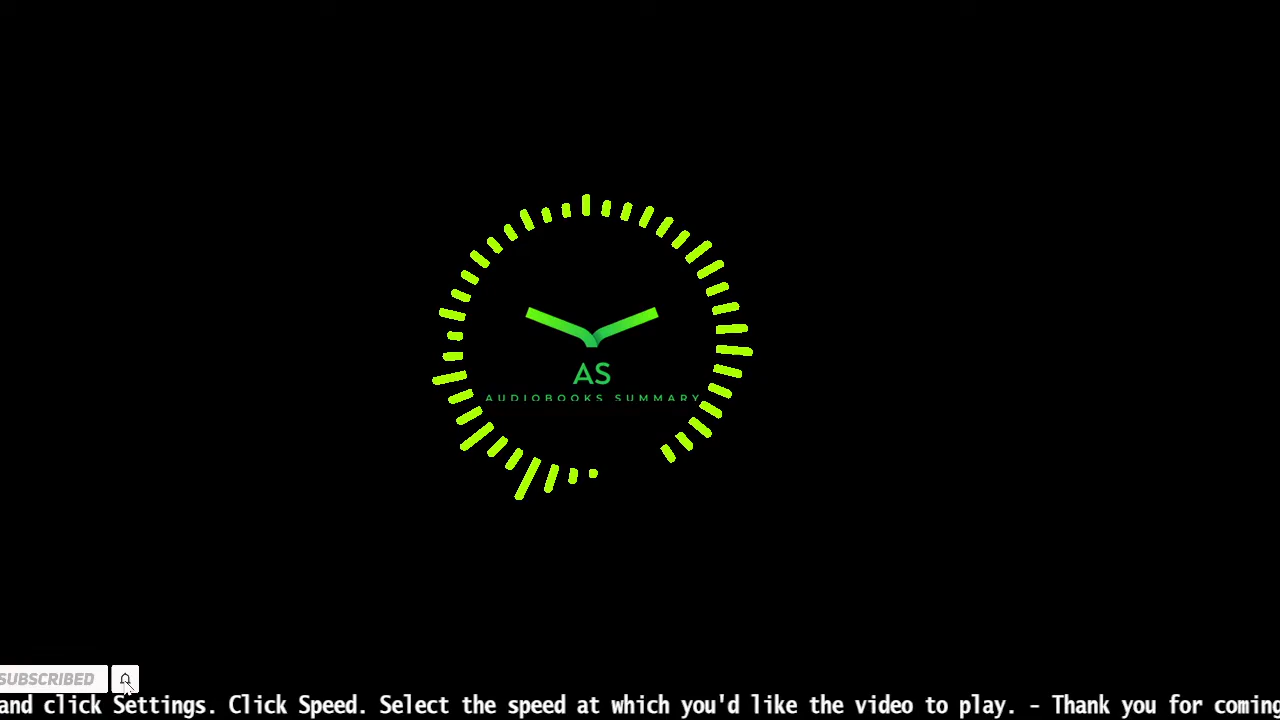 AS
AUDIOBOOKS SUMMARY
SUBSCRIBED
and click Settings. Click Speed. Select the speed at which you'd like the video to play. - Thank you for coming